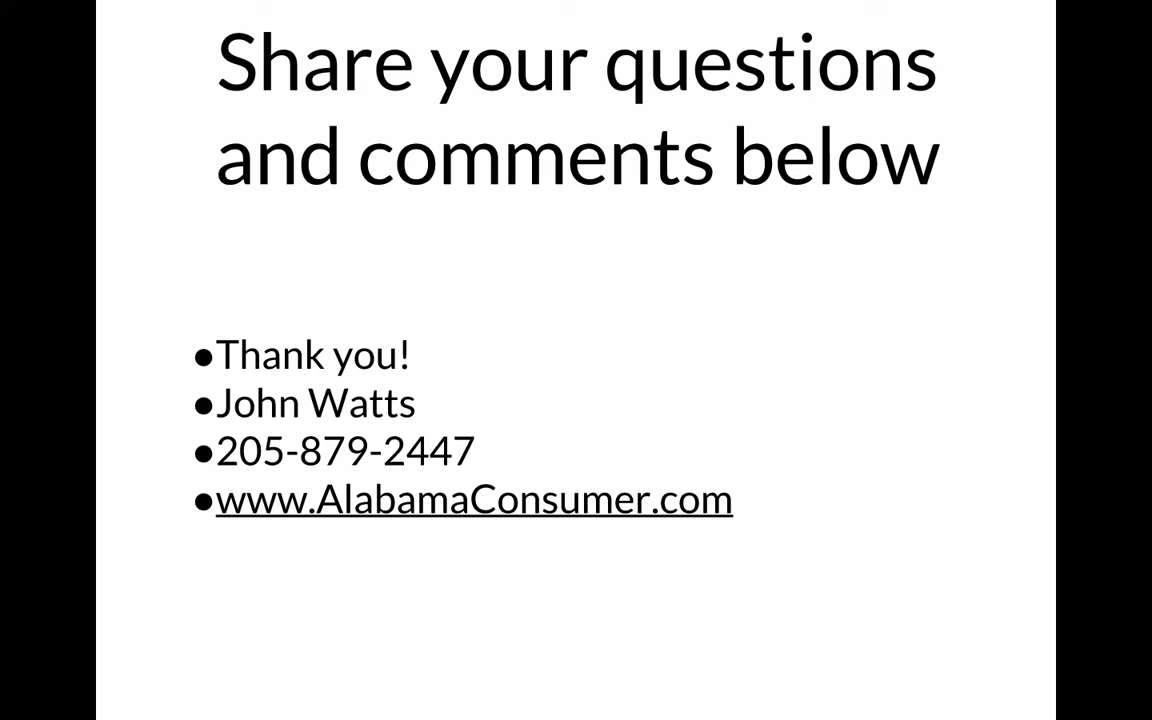 Share your questions
and comments below
●Thank you!
●John Watts
●205-879-2447
●www.AlabamaConsumer.com